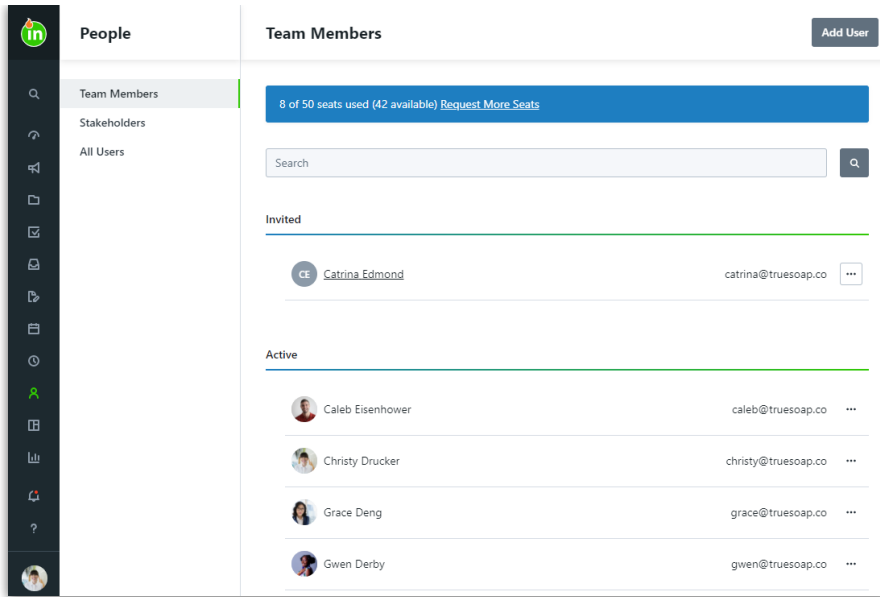 in
People
Team Members
Add User
Team Members
Stakeholders
All Users
8 of 50 seats used (42 available) Request More Seats
Search
Invited
CE Catrina Edmond catrina@truesoap.co ...
Active
Caleb Eisenhower caleb@truesoap.co ...
Christy Drucker christy@truesoap.co ...
Grace Deng grace@truesoap.co ...
Gwen Derby gwen@truesoap.co ...
?